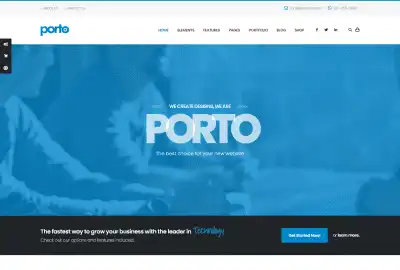 porto
HOME ELEMENTS FEATURES PAGES PORTFOLIO BLOG SHOP
WE CREATE DESIGNS, WE ARE
PORTO
The best choice for your new website
The fastest way to grow your business with the leader in Technology
Check out our options and features included.
Get Started Now!
or learn more.